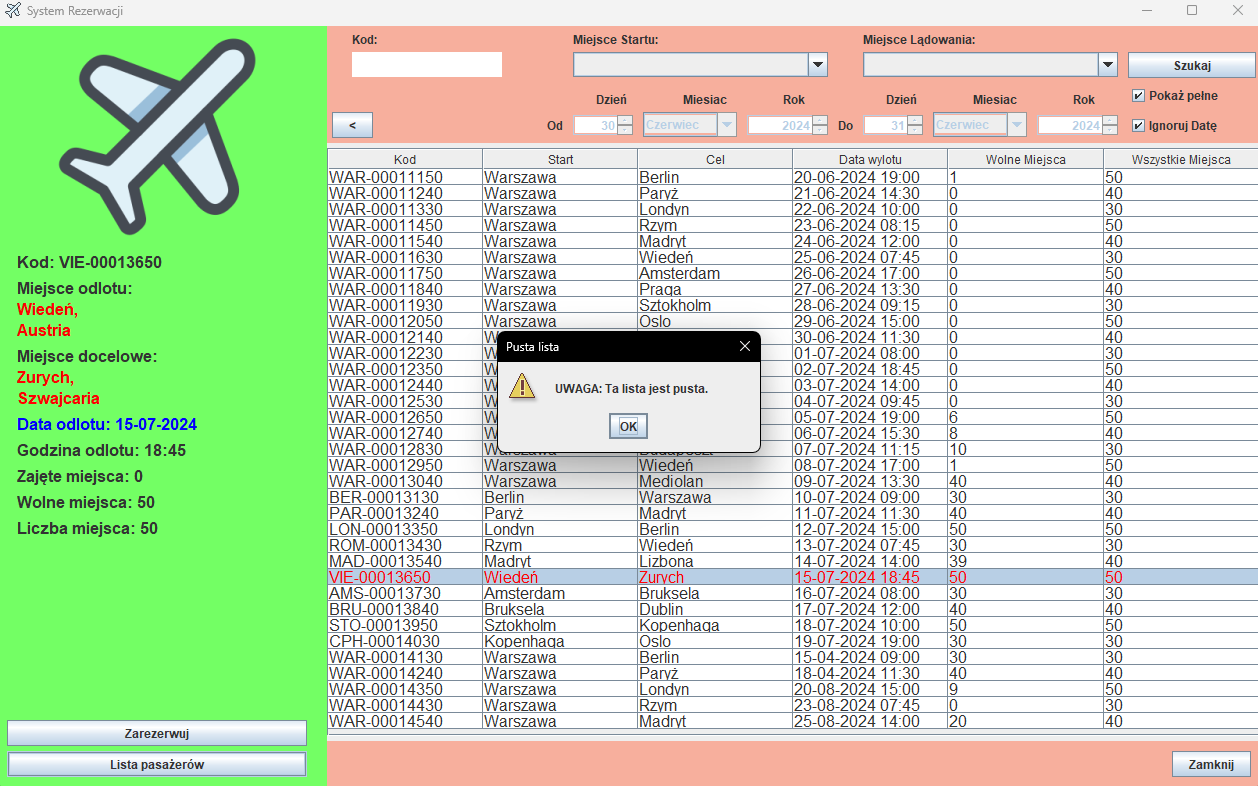 System Rezerwacji
Kod: Miejsce Startu: Miejsce Lądowania:
Szukaj
Dzień Miesiac Rok Dzień Miesiac Rok Pokaż pełne
< Od 30 Czerwiec 2024 Do 31 Czerwiec 2024 Ignoruj Datę
Kod: VIE-00013650
Miejsce odlotu:
Wiedeń,
Austria
Miejsce docelowe:
Zurych,
Szwajcaria
Data odlotu: 15-07-2024
Godzina odlotu: 18:45
Zajęte miejsca: 0
Wolne miejsca: 50
Liczba miejsca: 50
Zarezerwuj
Lista pasażerów
Kod Start Cel Data wylotu Wolne Miejsca Wszystkie Miejsca
WAR-00011150 Warszawa Berlin 20-06-2024 19:00 1 50
WAR-00011240 Warszawa Paryż 21-06-2024 14:30 0 40
WAR-00011330 Warszawa Londyn 22-06-2024 10:00 0 30
WAR-00011450 Warszawa Rzym 23-06-2024 08:15 0 50
WAR-00011540 Warszawa Madryt 24-06-2024 12:00 0 40
WAR-00011630 Warszawa Wiedeń 25-06-2024 07:45 0 30
WAR-00011750 Warszawa Amsterdam 26-06-2024 17:00 0 50
WAR-00011840 Warszawa Praga 27-06-2024 13:30 0 40
WAR-00011930 Warszawa Sztokholm 28-06-2024 09:15 0 30
WAR-00012050 Warszawa Oslo 29-06-2024 15:00 0 50
WAR-00012140 30-06-2024 11:30 0 40
WAR-00012230 01-07-2024 08:00 0 30
WAR-00012350 02-07-2024 18:45 0 50
WAR-00012440 03-07-2024 14:00 0 40
WAR-00012530 04-07-2024 09:45 0 30
WAR-00012650 05-07-2024 19:00 6 50
WAR-00012740 06-07-2024 15:30 8 40
WAR-00012830 07-07-2024 11:15 10 30
WAR-00012950 Warszawa Wiedeń 08-07-2024 17:00 1 50
WAR-00013040 Warszawa Mediolan 09-07-2024 13:30 40 40
BER-00013130 Berlin Warszawa 10-07-2024 09:00 30 30
PAR-00013240 Paryż Madryt 11-07-2024 11:30 40 40
LON-00013350 Londyn Berlin 12-07-2024 15:00 50 50
ROM-00013430 Rzym Wiedeń 13-07-2024 07:45 30 30
MAD-00013540 Madryt Lizbona 14-07-2024 14:00 39 40
VIE-00013650 Wiedeń Zurych 15-07-2024 18:45 50 50
AMS-00013730 Amsterdam Bruksela 16-07-2024 08:00 30 30
BRU-00013840 Bruksela Dublin 17-07-2024 12:00 40 40
STO-00013950 Sztokholm Kopenhaga 18-07-2024 10:00 50 50
CPH-00014030 Kopenhaga Oslo 19-07-2024 19:00 30 30
WAR-00014130 Warszawa Berlin 15-04-2024 09:00 30 30
WAR-00014240 Warszawa Paryż 18-04-2024 11:30 40 40
WAR-00014350 Warszawa Londyn 20-08-2024 15:00 9 50
WAR-00014430 Warszawa Rzym 23-08-2024 07:45 0 30
WAR-00014540 Warszawa Madryt 25-08-2024 14:00 20 40
Pusta lista
UWAGA: Ta lista jest pusta.
OK
Zamknij